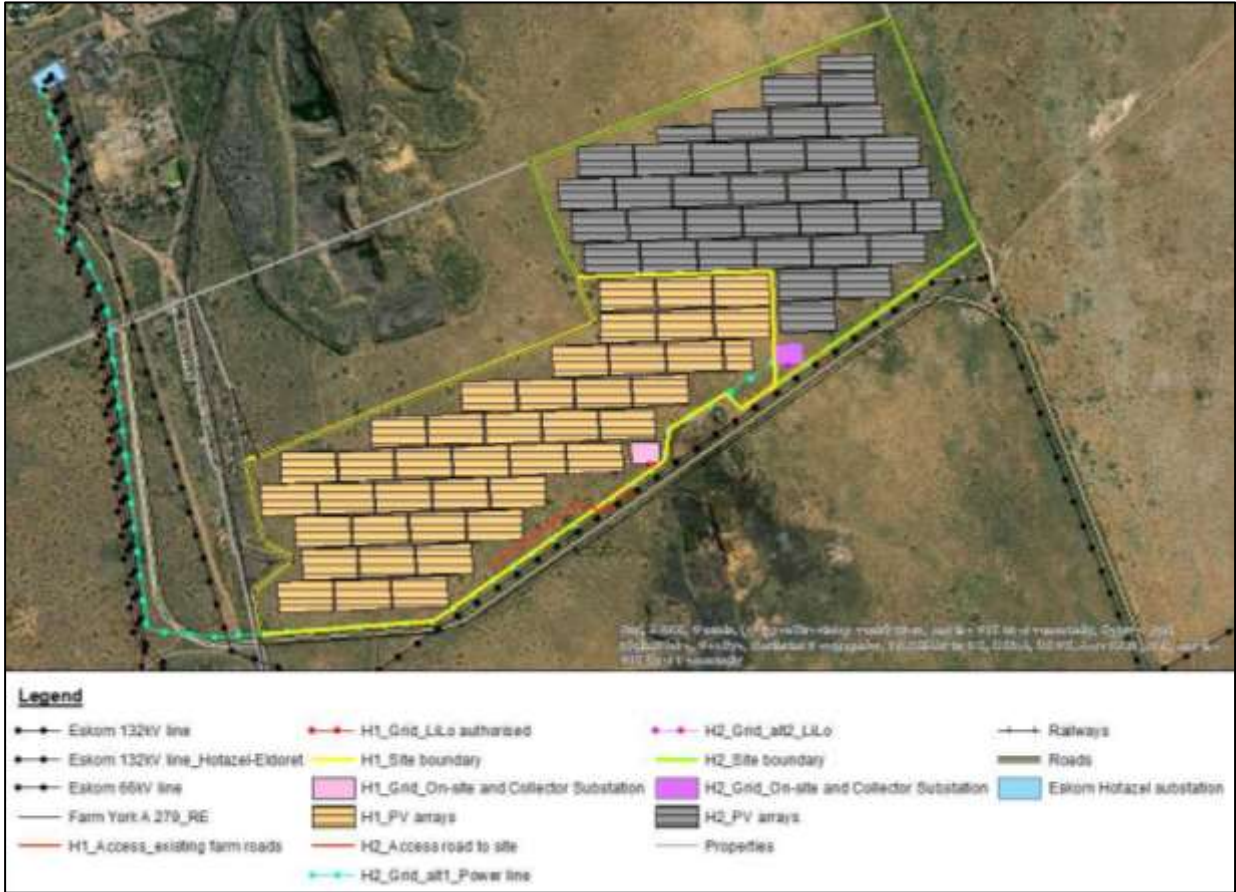 Legend
Eskom 132kV line
Eskom 132kV line_Hotazel-Eldoret
Eskom 66kV line
Farm York A 279_RE
H1_Access_existing farm roads
H1_Grid_LiLo authorised
H1_Site boundary
H1_Grid_On-site and Collector Substation
H1_PV arrays
H2_Access road to site
H2_Grid_alt1_Power line
H2_Grid_alt2_LiLo
H2_Site boundary
H2_Grid_On-site and Collector Substation
H2_PV arrays
Properties
Railways
Roads
Eskom Hotazel substation